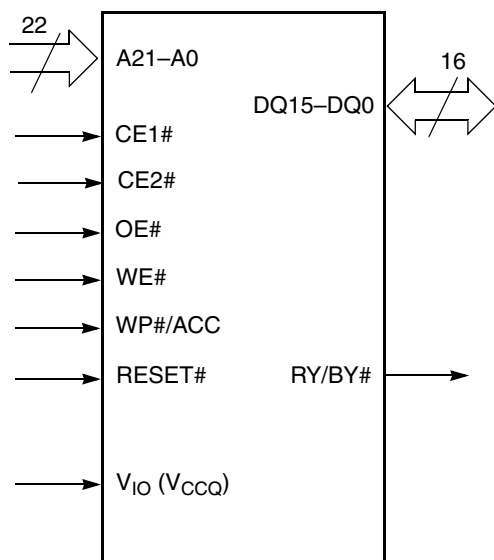 22
A21–A0
16
DQ15–DQ0
CE1#
CE2#
OE#
WE#
WP#/ACC
RESET#
RY/BY#
VIO (VCCQ)